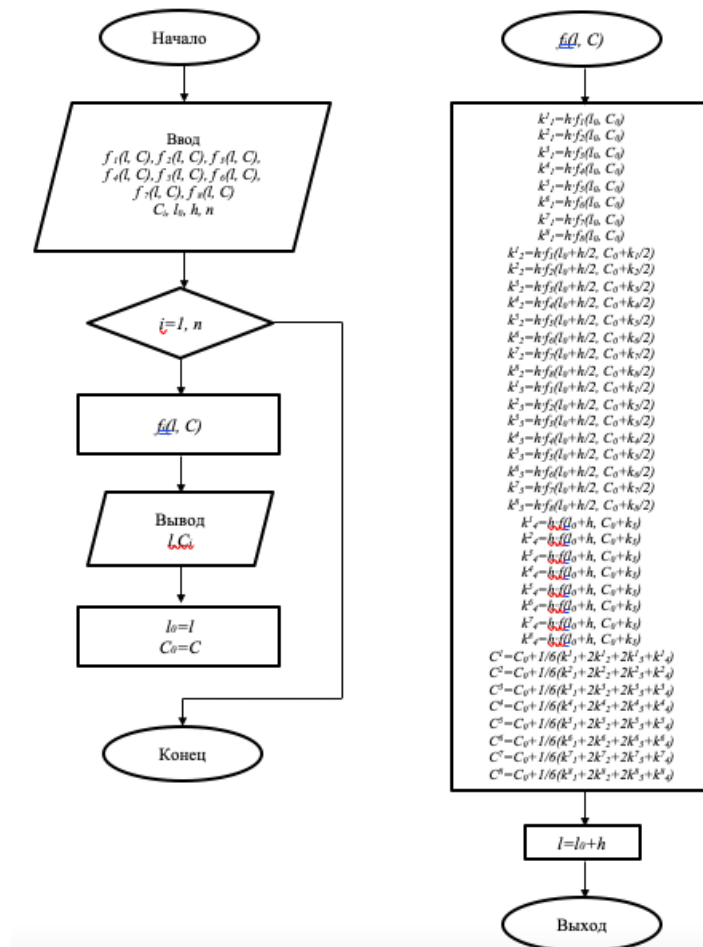 Начало
Ввод
f₁(l, C), f₂(l, C), f₃(l, C),
f₄(l, C), f₅(l, C), f₆(l, C),
f₇(l, C), f₈(l, C)
Cᵢ, l₀, h, n
i=1, n
fᵢ(l, C)
Вывод
l,Cᵢ
l₀=l
C₀=C
Конец
fᵢ(l, C)
k¹₁=h·f₁(l₀, C₀)
k²₁=h·f₂(l₀, C₀)
k³₁=h·f₃(l₀, C₀)
k⁴₁=h·f₄(l₀, C₀)
k⁵₁=h·f₅(l₀, C₀)
k⁶₁=h·f₆(l₀, C₀)
k⁷₁=h·f₇(l₀, C₀)
k⁸₁=h·f₈(l₀, C₀)
k¹₂=h·f₁(l₀+h/2, C₀+k₁/2)
k²₂=h·f₂(l₀+h/2, C₀+k₂/2)
k³₂=h·f₃(l₀+h/2, C₀+k₃/2)
k⁴₂=h·f₄(l₀+h/2, C₀+k₄/2)
k⁵₂=h·f₅(l₀+h/2, C₀+k₅/2)
k⁶₂=h·f₆(l₀+h/2, C₀+k₆/2)
k⁷₂=h·f₇(l₀+h/2, C₀+k₇/2)
k⁸₂=h·f₈(l₀+h/2, C₀+k₈/2)
k¹₃=h·f₁(l₀+h/2, C₀+k₁/2)
k²₃=h·f₂(l₀+h/2, C₀+k₂/2)
k³₃=h·f₃(l₀+h/2, C₀+k₃/2)
k⁴₃=h·f₄(l₀+h/2, C₀+k₄/2)
k⁵₃=h·f₅(l₀+h/2, C₀+k₅/2)
k⁶₃=h·f₆(l₀+h/2, C₀+k₆/2)
k⁷₃=h·f₇(l₀+h/2, C₀+k₇/2)
k⁸₃=h·f₈(l₀+h/2, C₀+k₈/2)
k¹₄=h·f(l₀+h, C₀+k₃)
k²₄=h·f(l₀+h, C₀+k₃)
k³₄=h·f(l₀+h, C₀+k₃)
k⁴₄=h·f(l₀+h, C₀+k₃)
k⁵₄=h·f(l₀+h, C₀+k₃)
k⁶₄=h·f(l₀+h, C₀+k₃)
k⁷₄=h·f(l₀+h, C₀+k₃)
k⁸₄=h·f(l₀+h, C₀+k₃)
C¹=C₀+1/6(k¹₁+2k¹₂+2k¹₃+k¹₄)
C²=C₀+1/6(k²₁+2k²₂+2k²₃+k²₄)
C³=C₀+1/6(k³₁+2k³₂+2k³₃+k³₄)
C⁴=C₀+1/6(k⁴₁+2k⁴₂+2k⁴₃+k⁴₄)
C⁵=C₀+1/6(k⁵₁+2k⁵₂+2k⁵₃+k⁵₄)
C⁶=C₀+1/6(k⁶₁+2k⁶₂+2k⁶₃+k⁶₄)
C⁷=C₀+1/6(k⁷₁+2k⁷₂+2k⁷₃+k⁷₄)
C⁸=C₀+1/6(k⁸₁+2k⁸₂+2k⁸₃+k⁸₄)
l=l₀+h
Выход